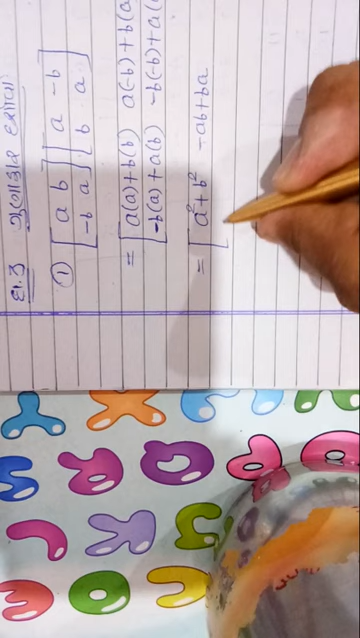 દા.3 ગુણાકાર
① [ a b ] [ a -b ]
[ -b a ] [ b a ]
= [ a(a)+b(b) a(-b)+b(a
-b(a)+a(b) -b(-b)+a(
= [ a²+b² -ab+ba